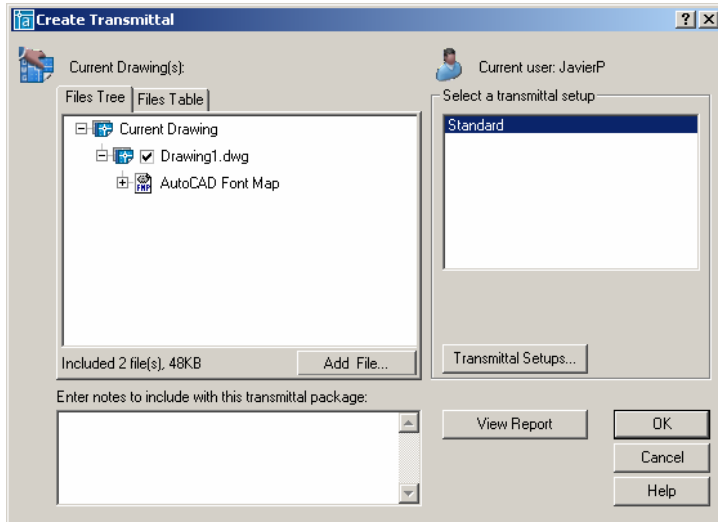 Create Transmittal
Current Drawing(s):
Files Tree
Files Table
Current Drawing
Drawing1.dwg
AutoCAD Font Map
Included 2 file(s), 48KB
Add File...
Enter notes to include with this transmittal package:
Current user: JavierP
Select a transmittal setup
Standard
Transmittal Setups...
View Report
OK
Cancel
Help